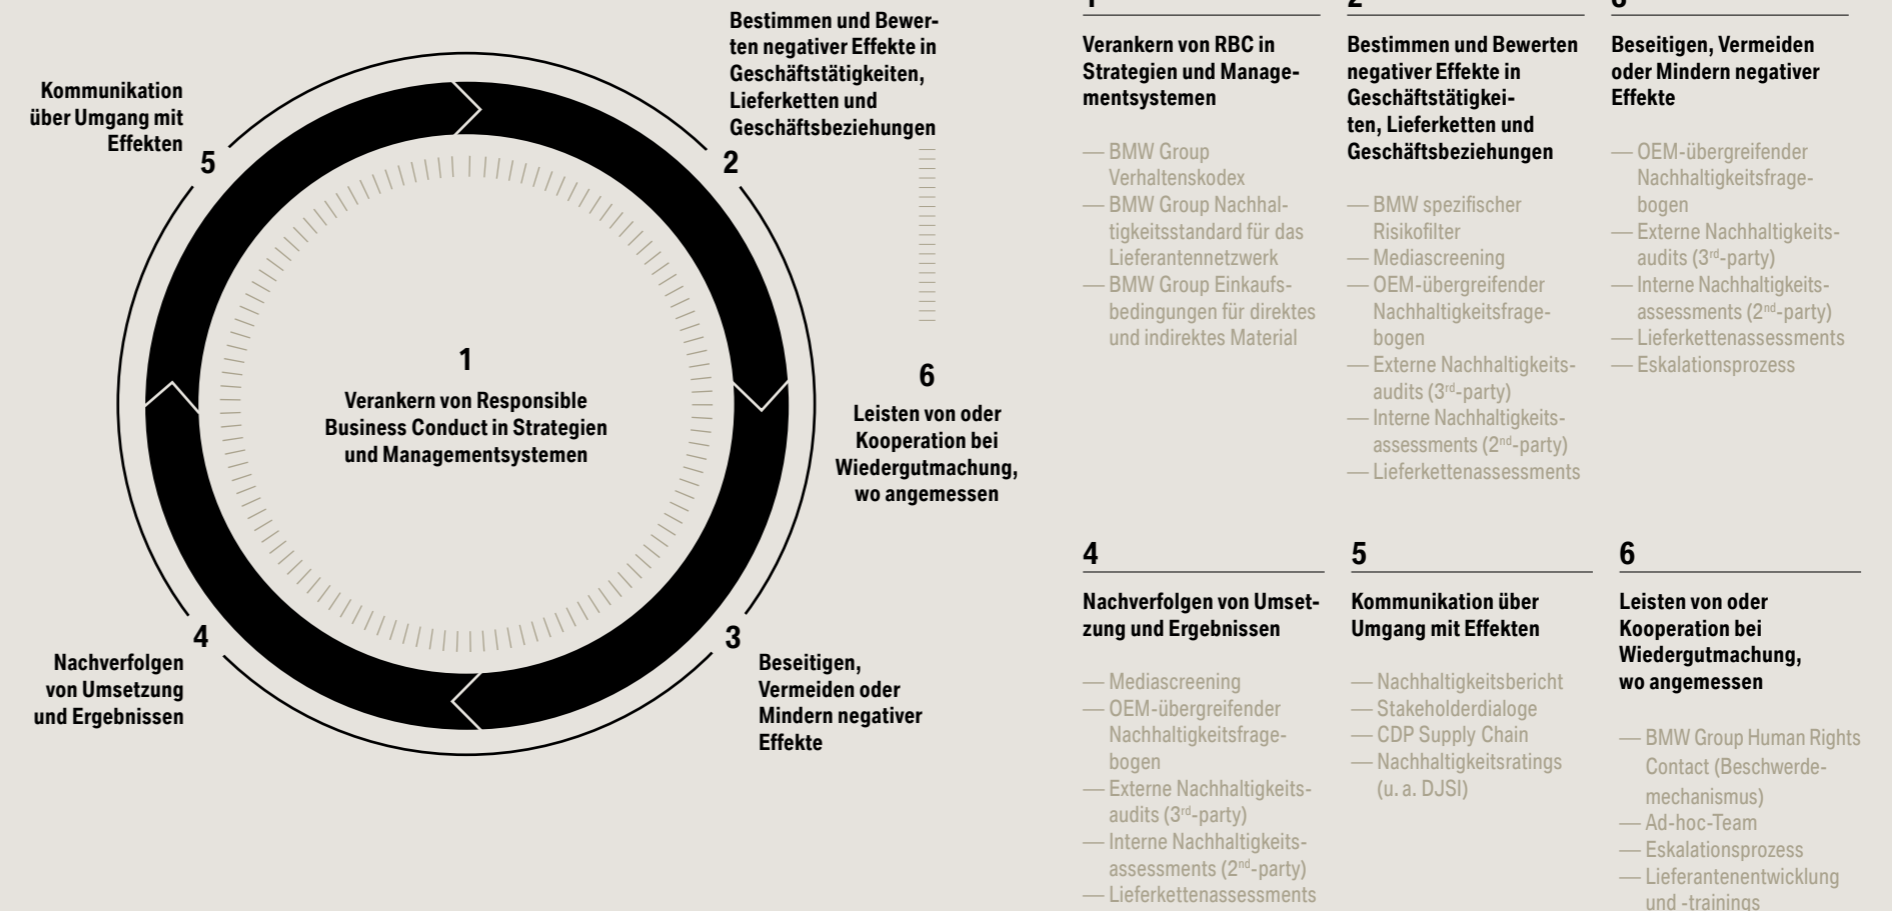 Bestimmen und Bewer-
ten negativer Effekte in
Geschäftstätigkeiten,
Lieferketten und
Geschäftsbeziehungen
2
Kommunikation
über Umgang mit
Effekten
5
1
Verankern von Responsible
Business Conduct in Strategien
und Managementsystemen
6
Leisten von oder
Kooperation bei
Wiedergutmachung,
wo angemessen
4
Nachverfolgen
von Umsetzung
und Ergebnissen
3
Beseitigen,
Vermeiden oder
Mindern negativer
Effekte
1
Verankern von RBC in
Strategien und Manage-
mentsystemen
— BMW Group
Verhaltenskodex
— BMW Group Nachhal-
tigkeitsstandard für das
Lieferantennetzwerk
— BMW Group Einkaufs-
bedingungen für direktes
und indirektes Material
2
Bestimmen und Bewerten
negativer Effekte in
Geschäftstätigkei-
ten, Lieferketten und
Geschäftsbeziehungen
— BMW spezifischer
Risikofilter
— Mediascreening
— OEM-übergreifender
Nachhaltigkeitsfrage-
bogen
— Externe Nachhaltigkeits-
audits (3rd-party)
— Interne Nachhaltigkeits-
assessments (2nd-party)
— Lieferkettenassessments
3
Beseitigen, Vermeiden
oder Mindern negativer
Effekte
— OEM-übergreifender
Nachhaltigkeitsfrage-
bogen
— Externe Nachhaltigkeits-
audits (3rd-party)
— Interne Nachhaltigkeits-
assessments (2nd-party)
— Lieferkettenassessments
— Eskalationsprozess
4
Nachverfolgen von Umset-
zung und Ergebnissen
— Mediascreening
— OEM-übergreifender
Nachhaltigkeitsfrage-
bogen
— Externe Nachhaltigkeits-
audits (3rd-party)
— Interne Nachhaltigkeits-
assessments (2nd-party)
— Lieferkettenassessments
5
Kommunikation über
Umgang mit Effekten
— Nachhaltigkeitsbericht
— Stakeholderdialoge
— CDP Supply Chain
— Nachhaltigkeitsratings
(u. a. DJSI)
6
Leisten von oder
Kooperation bei
Wiedergutmachung,
wo angemessen
— BMW Group Human Rights
Contact (Beschwerde-
mechanismus)
— Ad-hoc-Team
— Eskalationsprozess
— Lieferantenentwicklung
und -trainings